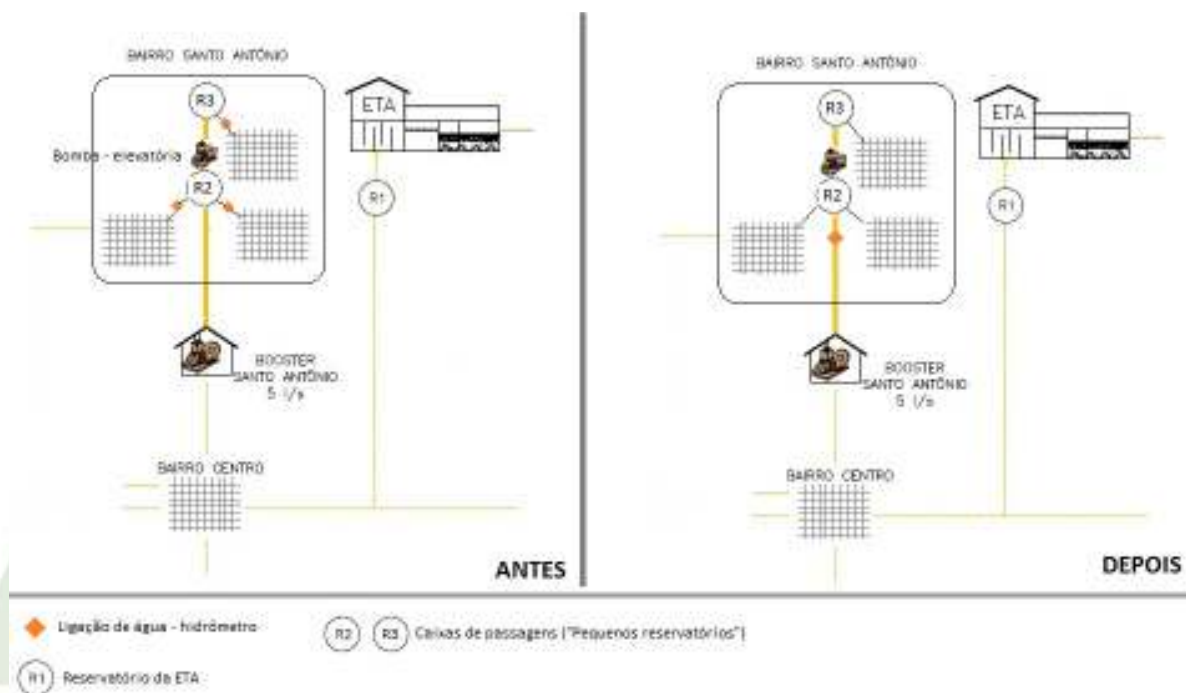 BAIRRO SANTO ANTÔNIO
R3
ETA
Bomba - elevatória
R2
R1
BOOSTER
SANTO ANTÔNIO
5 l/s
BAIRRO CENTRO
ANTES
BAIRRO SANTO ANTÔNIO
R3
ETA
R2
R1
BOOSTER
SANTO ANTÔNIO
5 l/s
BAIRRO CENTRO
DEPOIS
Ligação de água - hidrômetro
R2 R3 Caixas de passagens ("Pequenos reservatórios")
R1 Reservatório da ETA